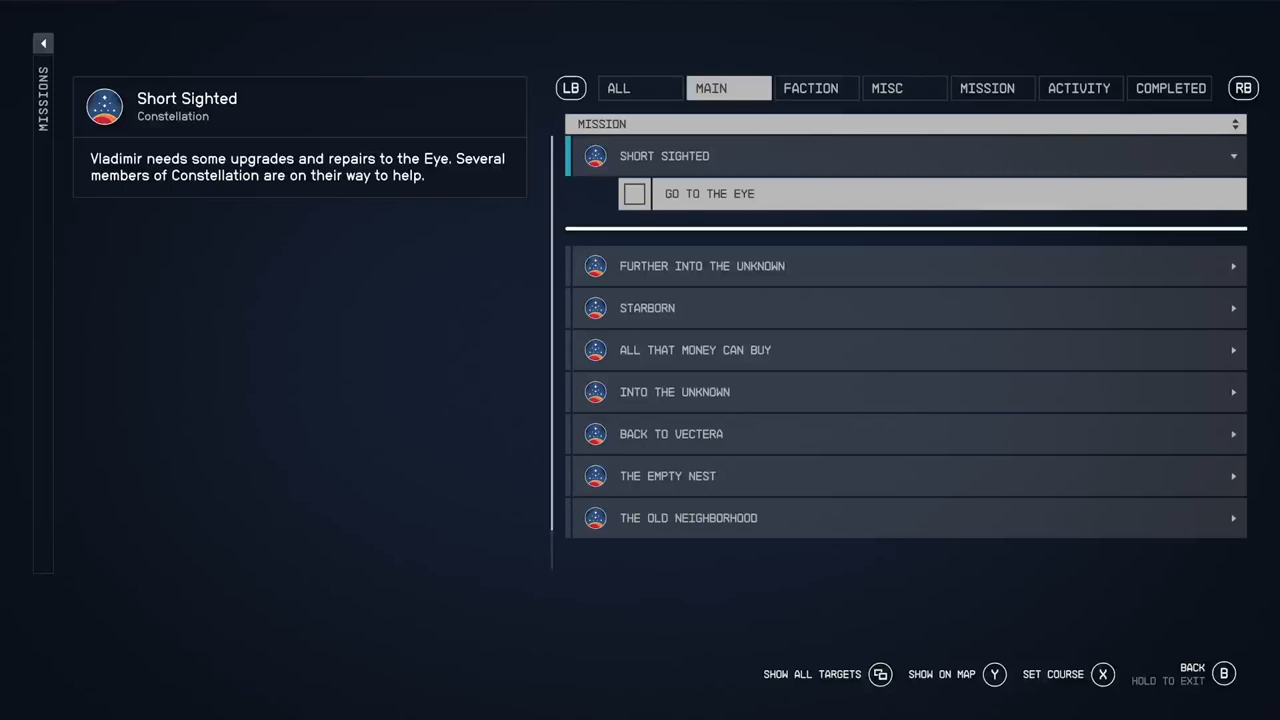 MISSIONS
Short Sighted
Constellation
Vladimir needs some upgrades and repairs to the Eye. Several
members of Constellation are on their way to help.
LB ALL MAIN FACTION MISC MISSION ACTIVITY COMPLETED RB
MISSION
SHORT SIGHTED
GO TO THE EYE
FURTHER INTO THE UNKNOWN
STARBORN
ALL THAT MONEY CAN BUY
INTO THE UNKNOWN
BACK TO VECTERA
THE EMPTY NEST
THE OLD NEIGHBORHOOD
SHOW ALL TARGETS SHOW ON MAP Y SET COURSE X BACK B
HOLD TO EXIT